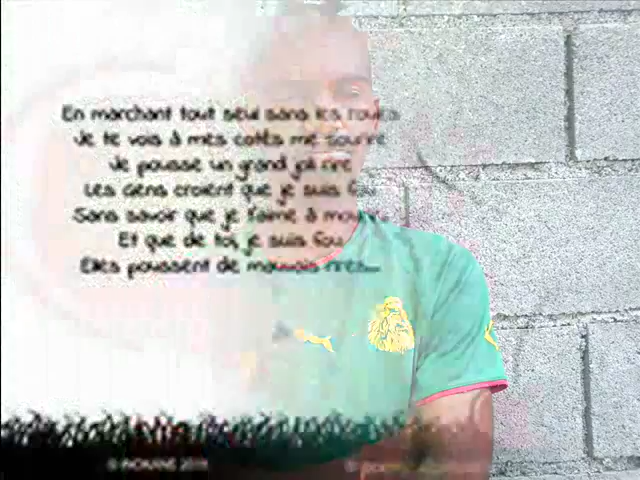 En marchant tout seul sans les routes
Je te vois à mes cotés me sourire
Je pousse un grand joli rire
Les gens croient que je suis fou
Sans savoir que je t'aime à mourir
Et que de toi, je suis fou
Elles poussent de mauvais rires...